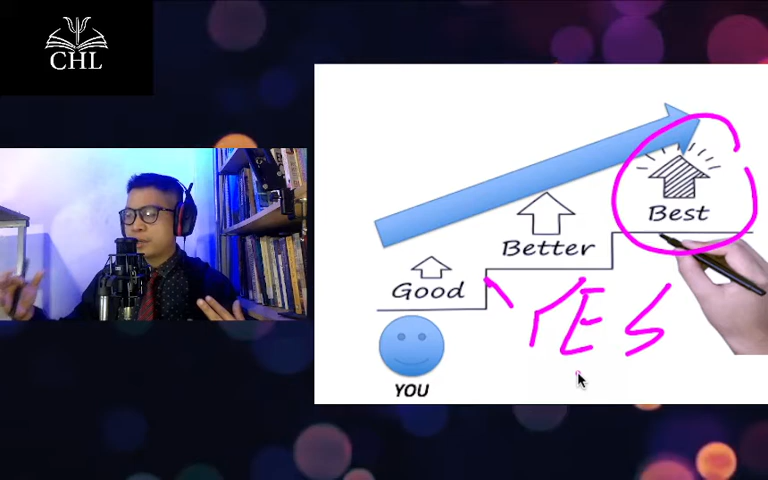 CHL
Best
Better
Good
YES
YOU